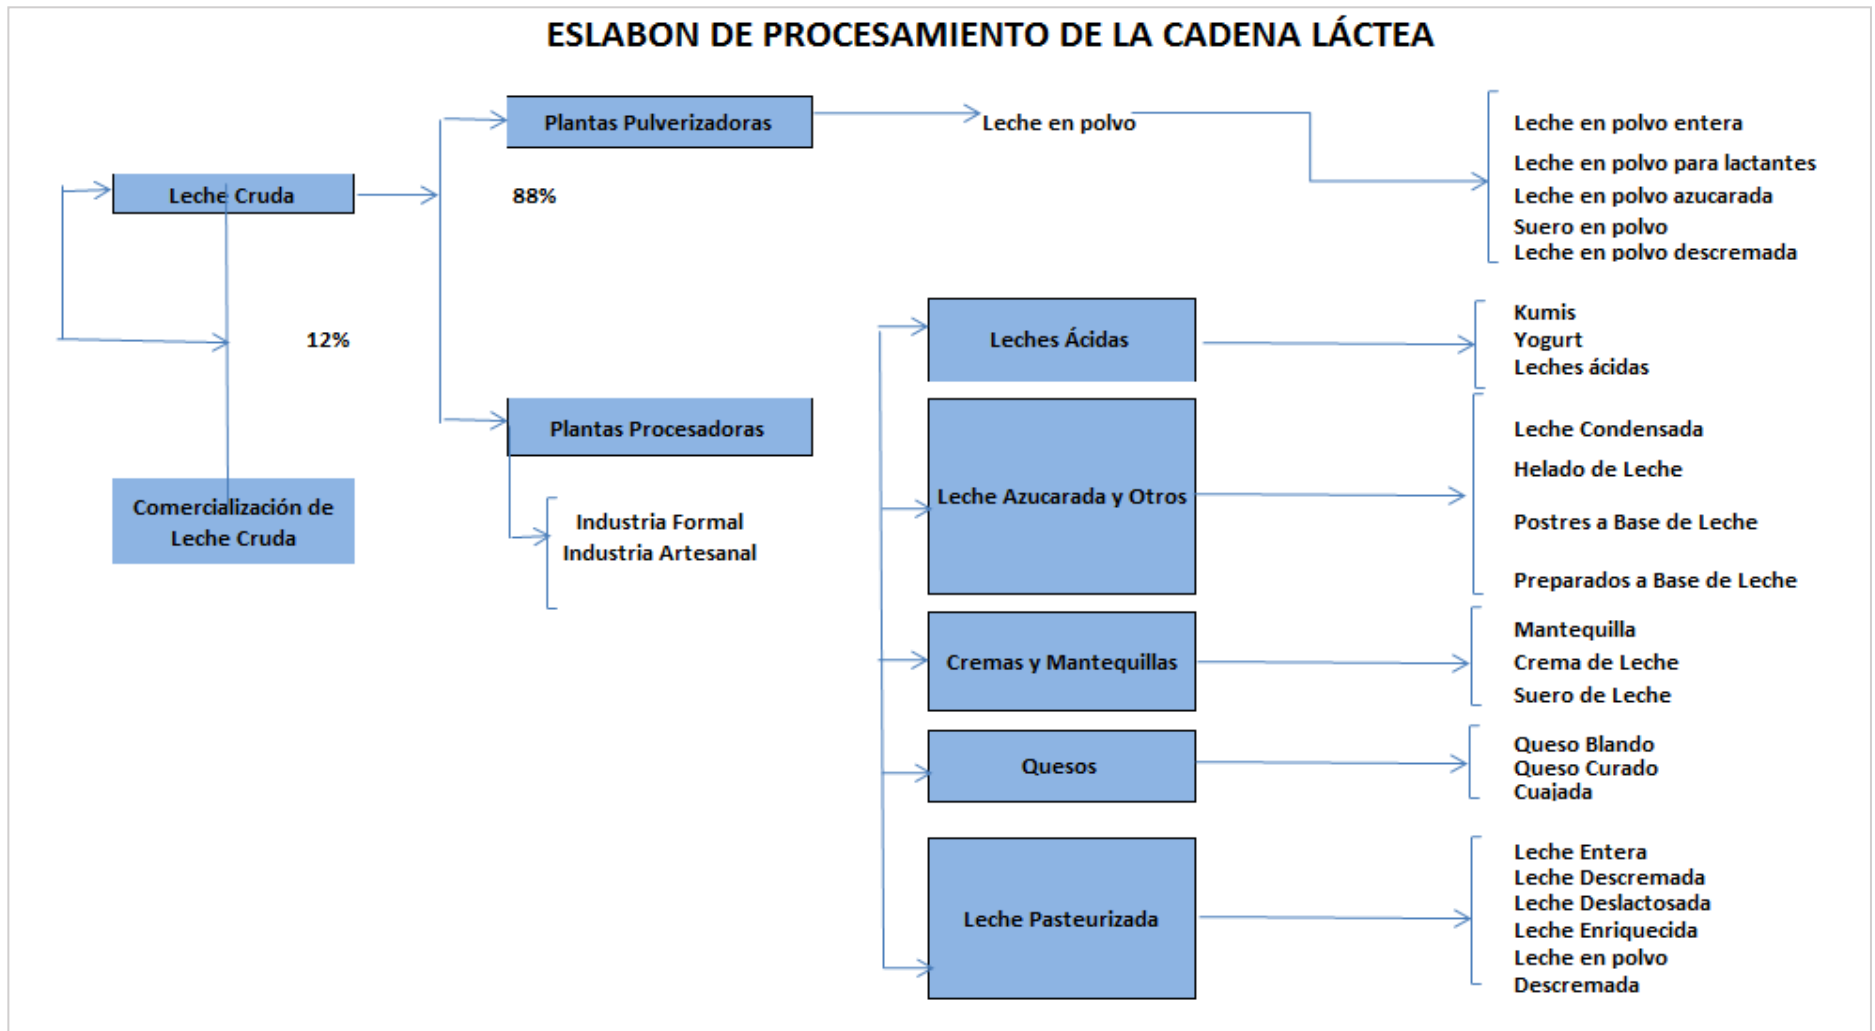 ESLABON DE PROCESAMIENTO DE LA CADENA LÁCTEA
Plantas Pulverizadoras
Leche en polvo
Leche en polvo entera
Leche en polvo para lactantes
Leche en polvo azucarada
Suero en polvo
Leche en polvo descremada
Leche Cruda
88%
12%
Comercialización de
Leche Cruda
Plantas Procesadoras
Industria Formal
Industria Artesanal
Leches Ácidas
Kumis
Yogurt
Leches ácidas
Leche Azucarada y Otros
Leche Condensada
Helado de Leche
Postres a Base de Leche
Preparados a Base de Leche
Cremas y Mantequillas
Mantequilla
Crema de Leche
Suero de Leche
Quesos
Queso Blando
Queso Curado
Cuajada
Leche Pasteurizada
Leche Entera
Leche Descremada
Leche Deslactosada
Leche Enriquecida
Leche en polvo
Descremada